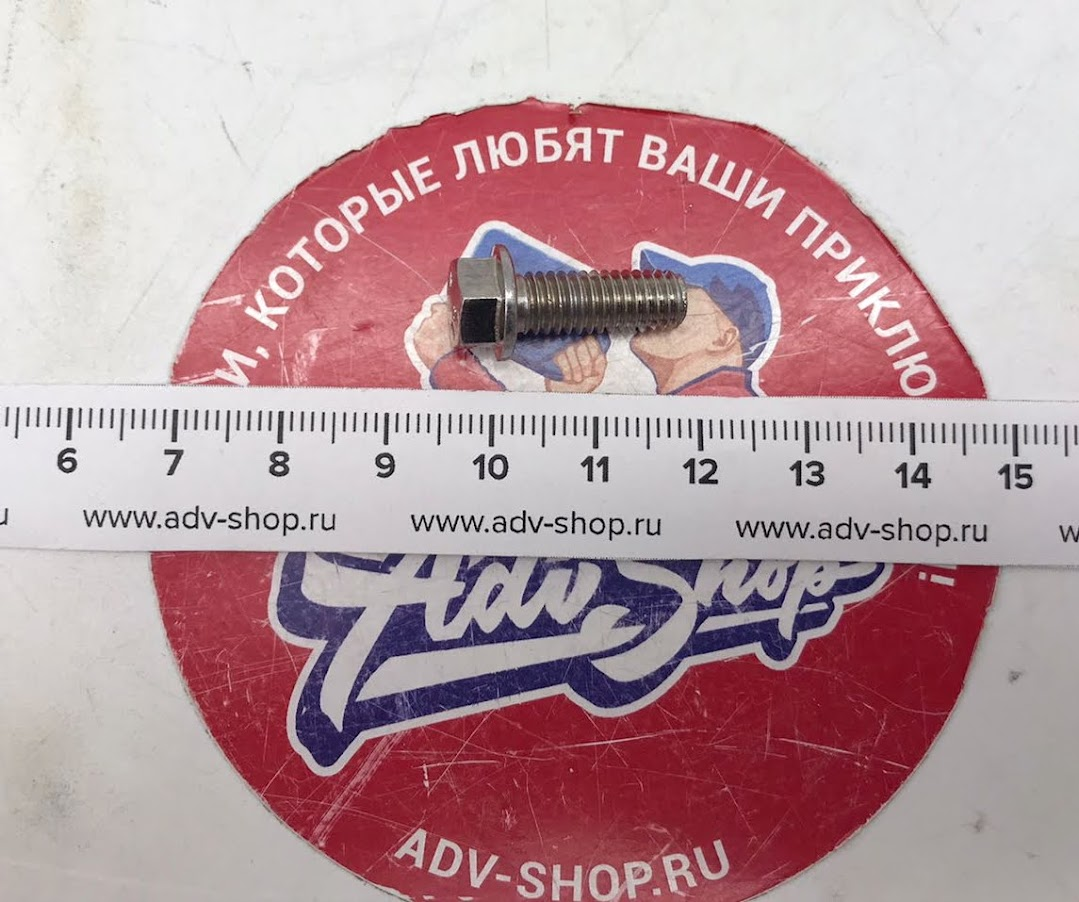 И, КОТОРЫЕ ЛЮБЯТ ВАШИ ПРИКЛЮ
6 7 8 9 10 11 12 13 14 15
www.adv-shop.ru www.adv-shop.ru www.adv-shop.ru
Adv Shop
ADV-SHOP.RU